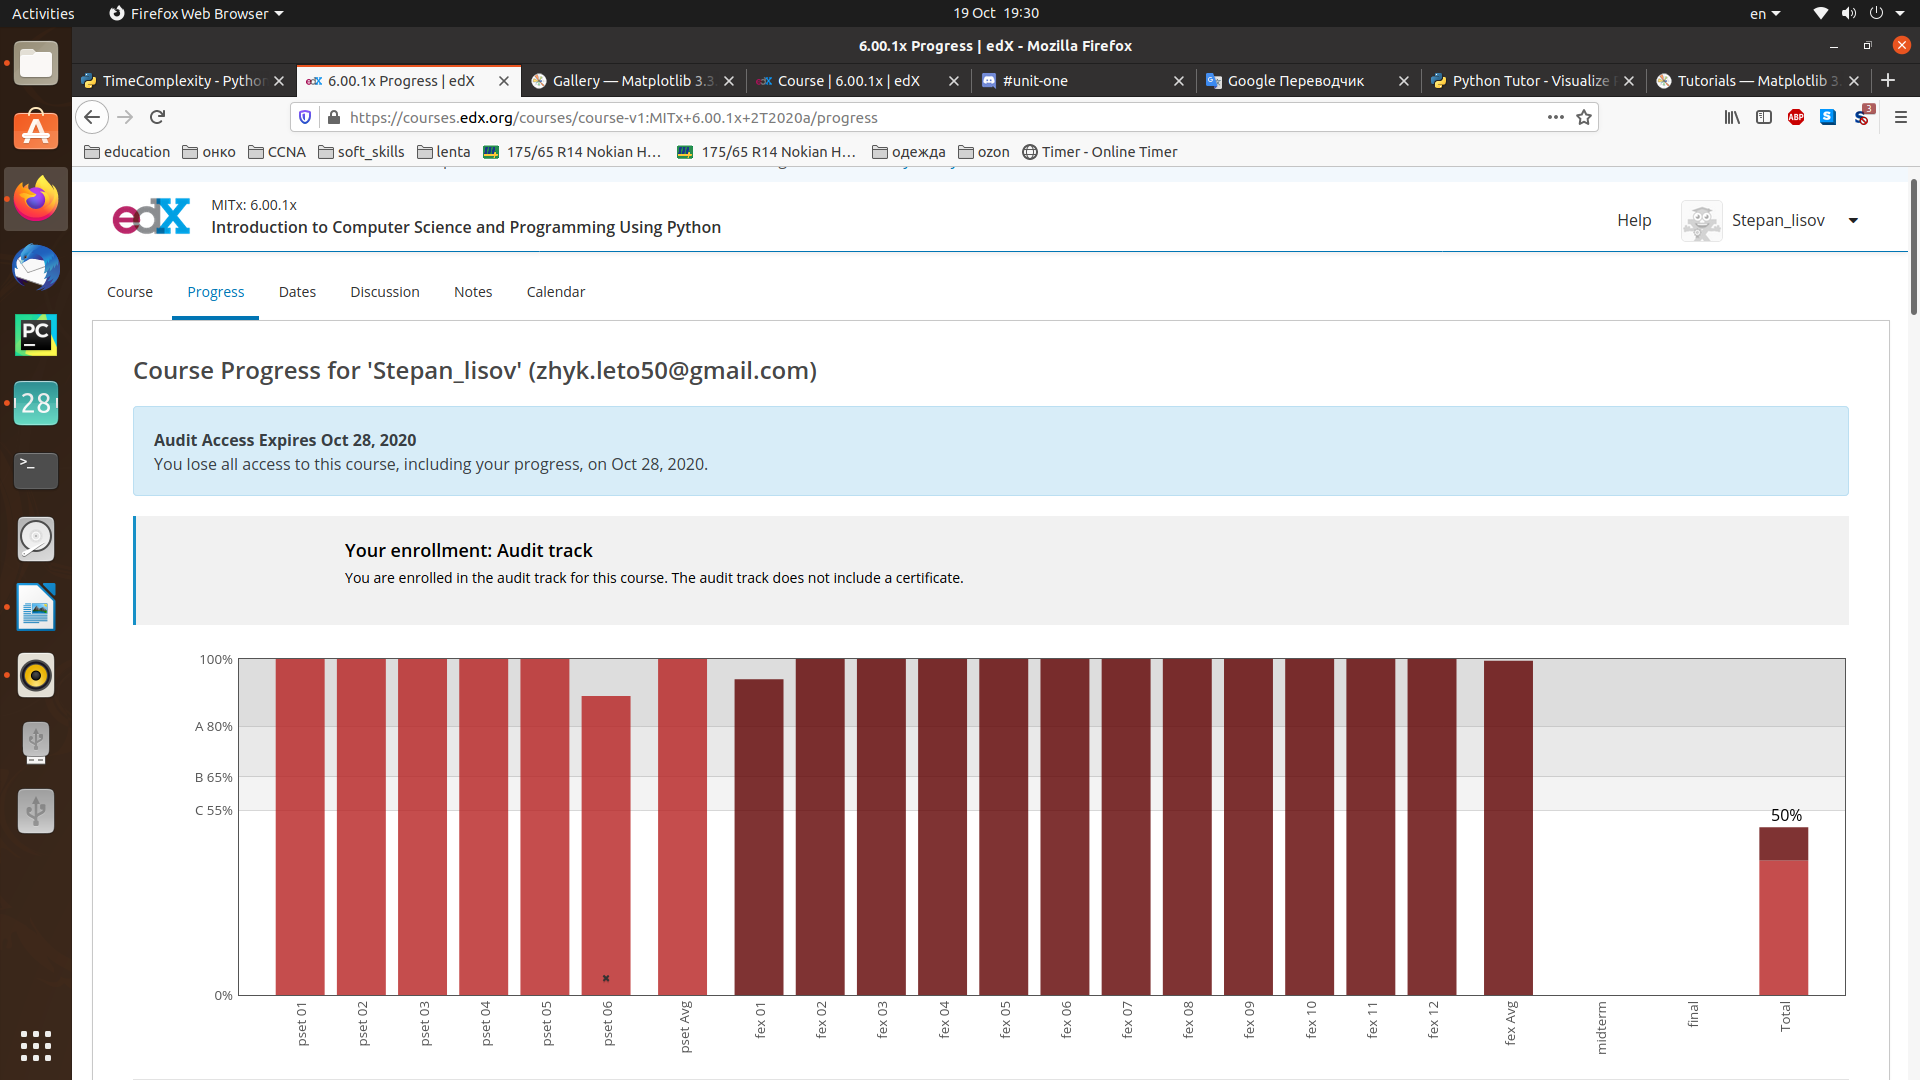 Activities
Firefox Web Browser
19 Oct 19:30
en
6.00.1x Progress | edX - Mozilla Firefox
TimeComplexity - Pytho
edX 6.00.1x Progress | edX
Gallery — Matplotlib 3.3
edX Course | 6.00.1x | edX
#unit-one
Google Переводчик
Python Tutor - Visualize
Tutorials — Matplotlib 3
https://courses.edx.org/courses/course-v1:MITx+6.00.1x+2T2020a/progress
ABP
S
3
education
онко
CCNA
soft_skills
lenta
175/65 R14 Nokian H…
175/65 R14 Nokian H…
одежда
ozon
Timer - Online Timer
edX
MITx: 6.00.1x
Introduction to Computer Science and Programming Using Python
Help
Stepan_lisov
PC
28
>_
Course
Progress
Dates
Discussion
Notes
Calendar
Course Progress for 'Stepan_lisov' (zhyk.leto50@gmail.com)
Audit Access Expires Oct 28, 2020
You lose all access to this course, including your progress, on Oct 28, 2020.
Your enrollment: Audit track
You are enrolled in the audit track for this course. The audit track does not include a certificate.
100%
A 80%
B 65%
C 55%
0%
50%
pset 01
pset 02
pset 03
pset 04
pset 05
pset 06
pset Avg
fex 01
fex 02
fex 03
fex 04
fex 05
fex 06
fex 07
fex 08
fex 09
fex 10
fex 11
fex 12
fex Avg
midterm
final
Total